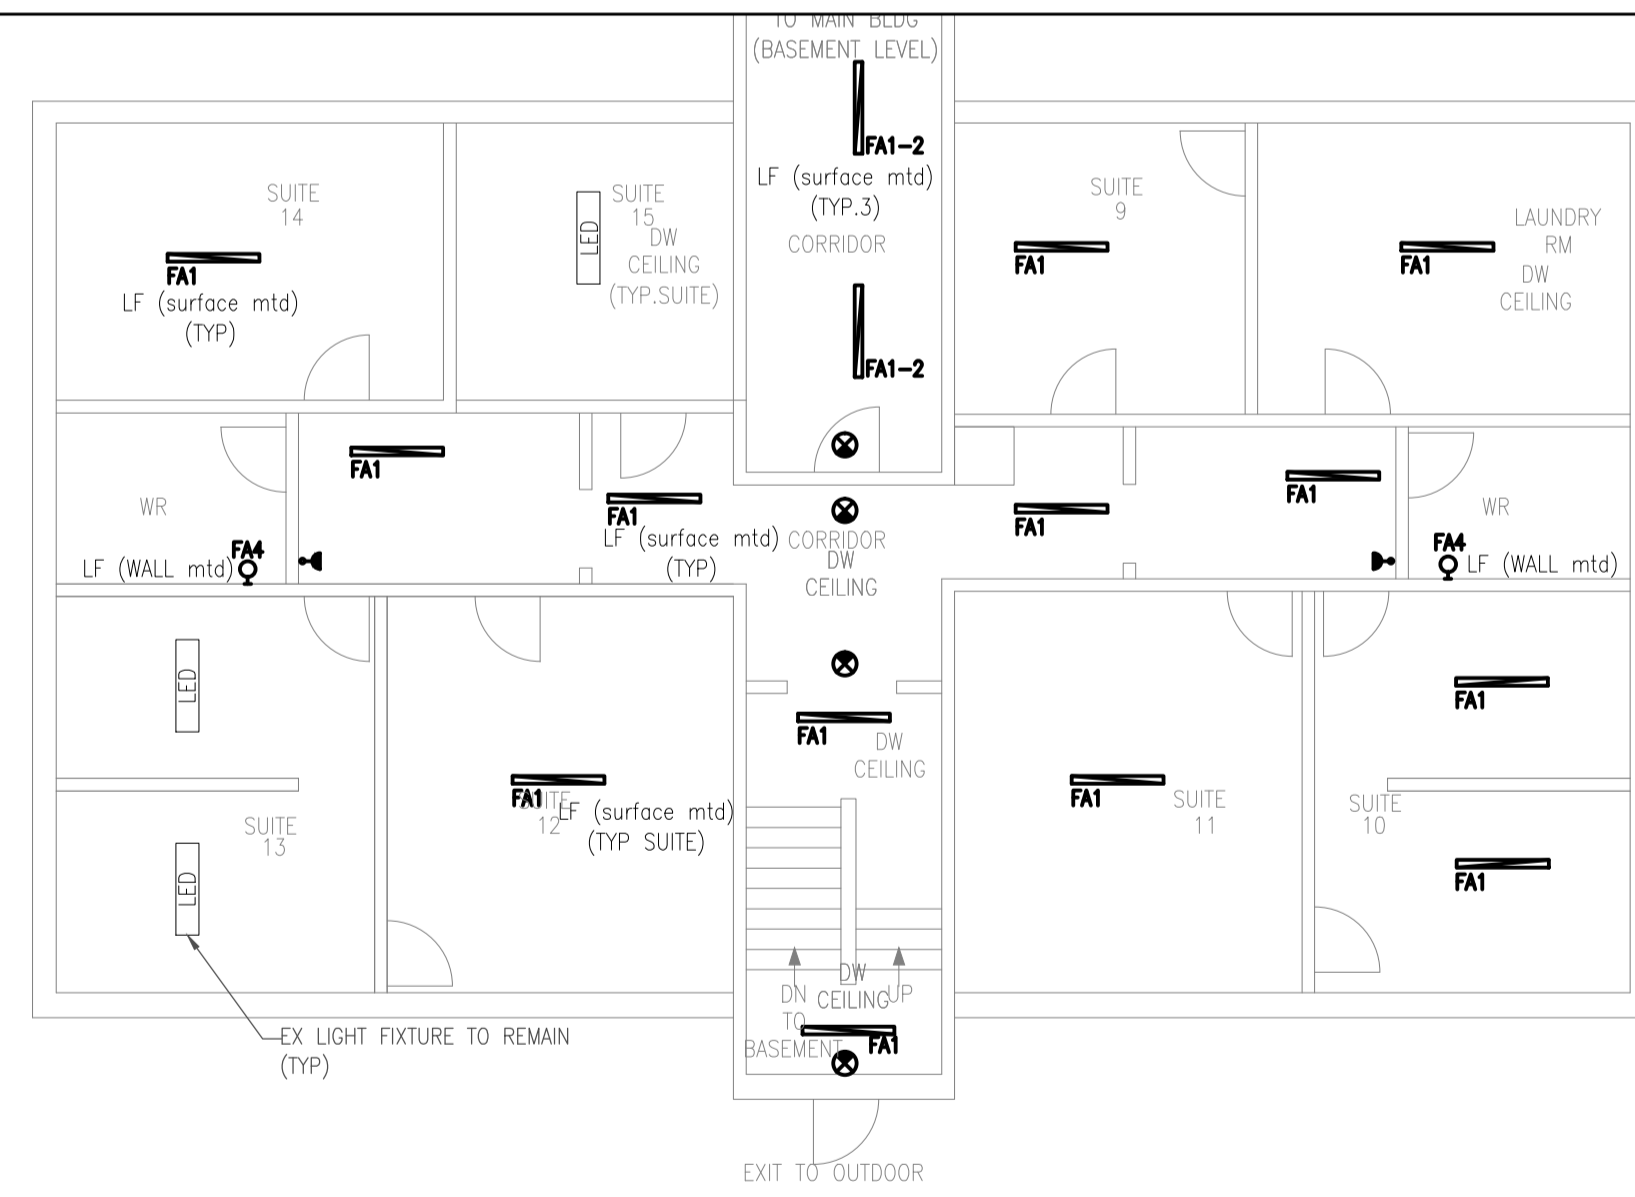 TO MAIN BLDG
(BASEMENT LEVEL)
FA1-2
LF (surface mtd)
(TYP.3)
CORRIDOR
FA1-2
SUITE
14
FA1
LF (surface mtd)
(TYP)
SUITE
15
LED
DW
CEILING
(TYP.SUITE)
SUITE
9
FA1
LAUNDRY
RM
DW
CEILING
FA1
WR
FA4
LF (WALL mtd)
FA1
FA1
LF (surface mtd)
(TYP)
CORRIDOR
DW
CEILING
FA1
FA1
WR
FA4
LF (WALL mtd)
LED
LED
SUITE
13
FA1
SUITE
12
LF (surface mtd)
(TYP SUITE)
FA1
DW
CEILING
FA1
SUITE
11
SUITE
10
FA1
FA1
DW
CEILING
DN
TO
BASEMENT
UP
FA1
EX LIGHT FIXTURE TO REMAIN
(TYP)
EXIT TO OUTDOOR